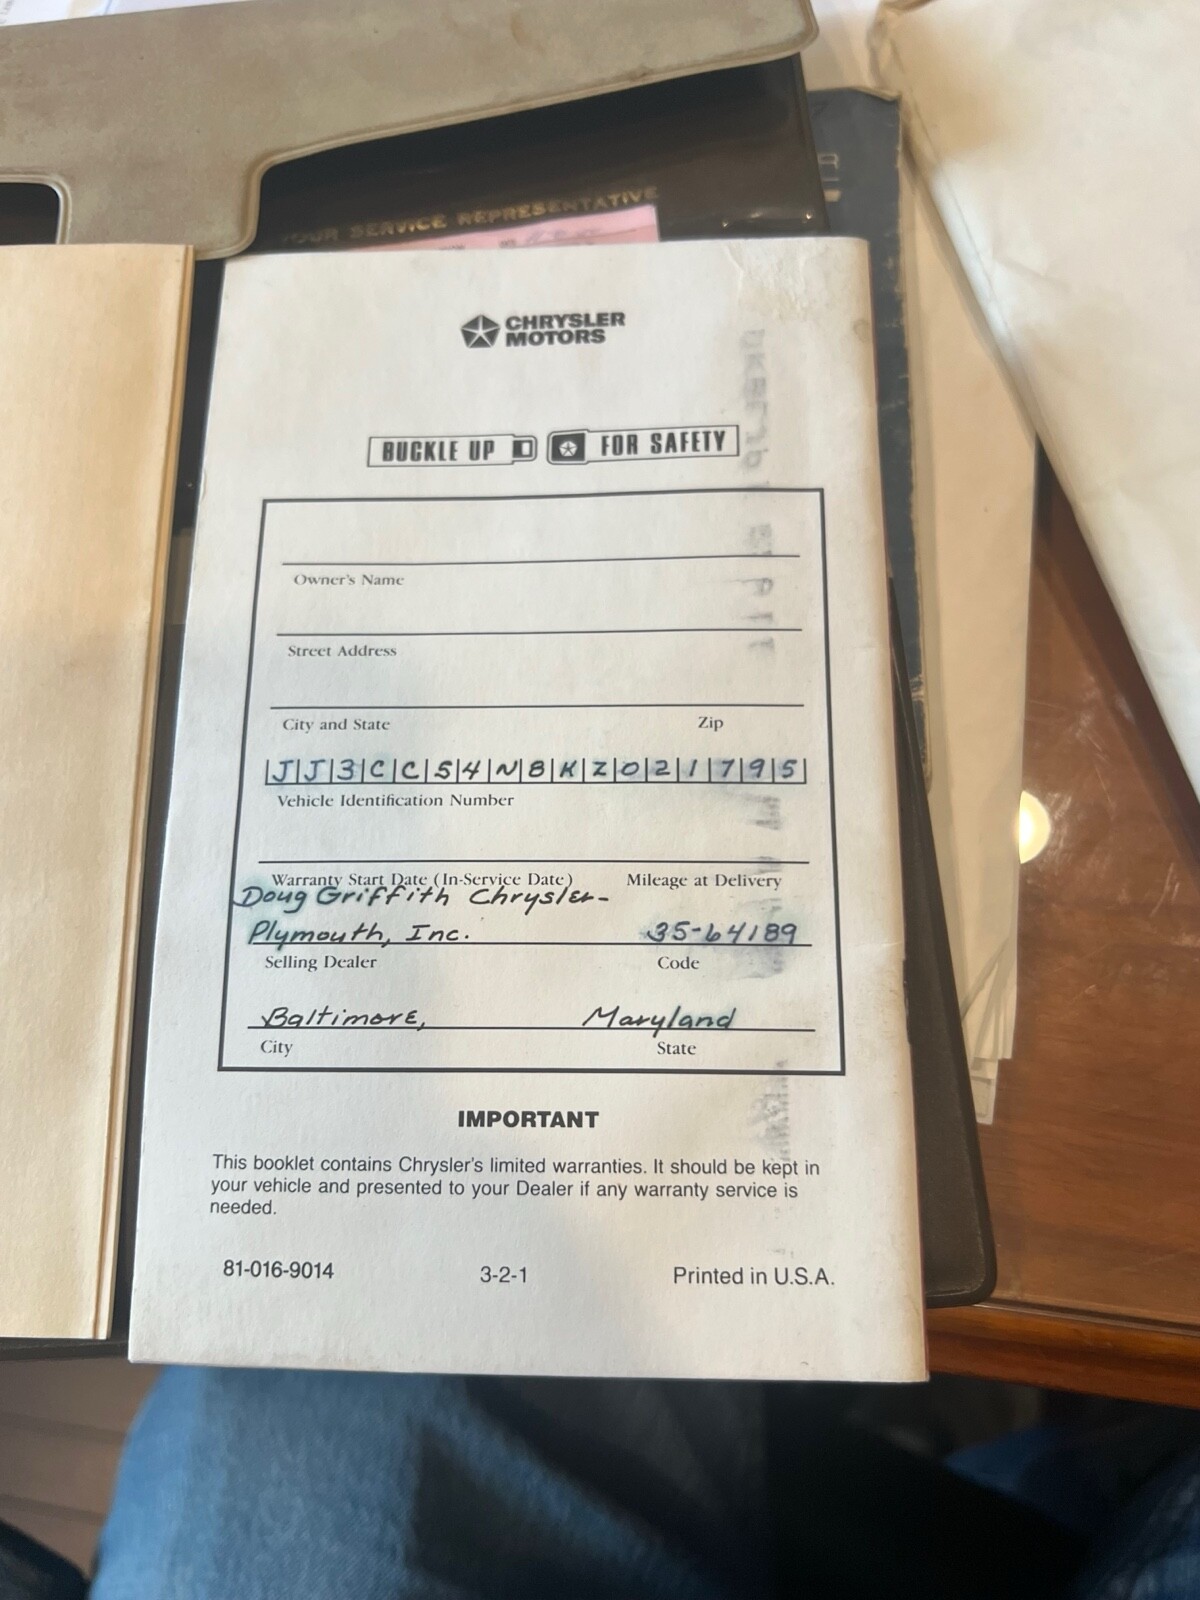 YOUR SERVICE REPRESENTATIVE
CHRYSLER
MOTORS
BUCKLE UP FOR SAFETY
Owner's Name
Street Address
City and State Zip
JJ3CC54N8KZ021795
Vehicle Identification Number
Warranty Start Date (In-Service Date) Mileage at Delivery
Doug Griffith Chrysler-
Plymouth, Inc. 35-64189
Selling Dealer Code
Baltimore, Maryland
City State
IMPORTANT
This booklet contains Chrysler's limited warranties. It should be kept in
your vehicle and presented to your Dealer if any warranty service is
needed.
81-016-9014 3-2-1 Printed in U.S.A.